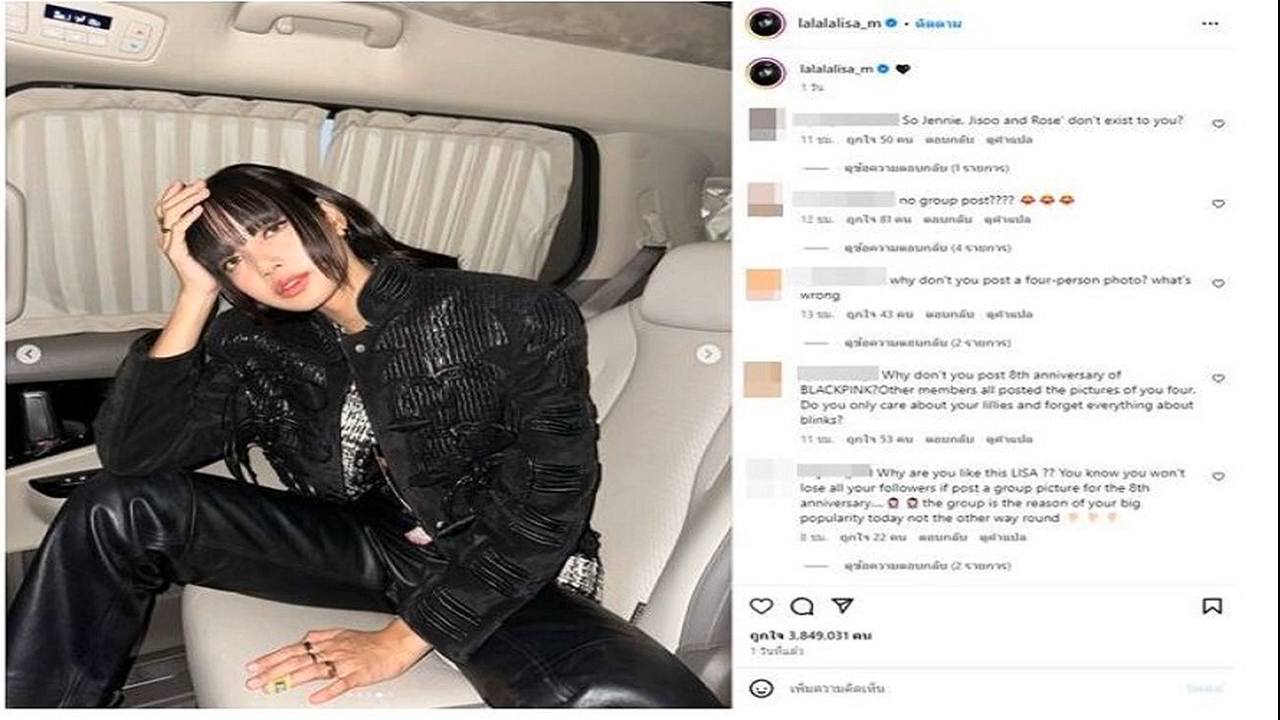 lalalalisa_m • ติดตาม
lalalalisa_m
1 วัน
So Jennie, Jisoo and Rose' don't exist to you?
11 ชม. ถูกใจ 50 คน ตอบกลับ ดูคำแปล
ดูข้อความตอบกลับ (1 รายการ)
no group post????
12 ชม. ถูกใจ 81 คน ตอบกลับ ดูคำแปล
ดูข้อความตอบกลับ (4 รายการ)
why don't you post a four-person photo? what's
wrong
13 ชม. ถูกใจ 43 คน ตอบกลับ ดูคำแปล
ดูข้อความตอบกลับ (2 รายการ)
Why don't you post 8th anniversary of
BLACKPINK?Other members all posted the pictures of you four.
Do you only care about your lillies and forget everything about
blinks?
11 ชม. ถูกใจ 53 คน ตอบกลับ ดูคำแปล
Why are you like this LISA ?? You know you won't
lose all your followers if post a group picture for the 8th
anniversary.... the group is the reason of your big
popularity today not the other way round
8 ชม. ถูกใจ 22 คน ตอบกลับ ดูคำแปล
ดูข้อความตอบกลับ (2 รายการ)
ถูกใจ 3,849,031 คน
1 วันที่แล้ว
เพิ่มความคิดเห็น